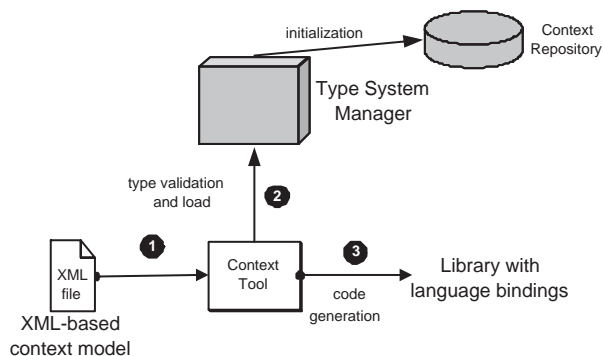 initialization
Context
Repository
Type System
Manager
type validation
and load
2
1
3
XML
file
Context
Tool
code
generation
Library with
language bindings
XML-based
context model